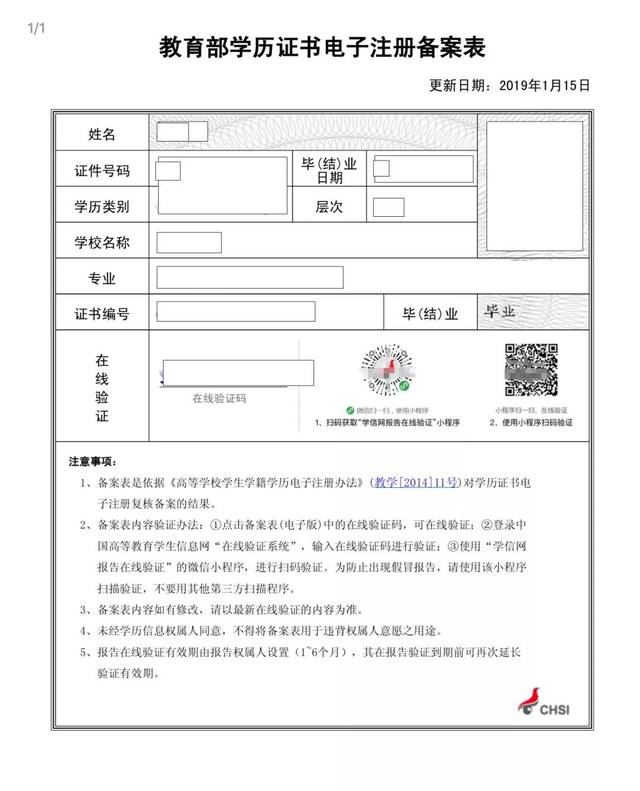 1/1
教育部学历证书电子注册备案表
更新日期：2019年1月15日
姓名
证件号码
毕(结)业
日期
学历类别
层次
学校名称
专业
证书编号
毕(结)业
毕业
在线验证
在线验证码
微信扫一扫，使用小程序
1、扫码获取“学信网报告在线验证”小程序
小程序扫一扫，在线验证
2、使用小程序扫码验证
注意事项：
1、备案表是依据《高等学校学生学籍学历电子注册办法》(教学[2014]11号)对学历证书电
子注册复核备案的结果。
2、备案表内容验证办法：①点击备案表(电子版)中的在线验证码，可在线验证；②登录中
国高等教育学生信息网“在线验证系统”，输入在线验证码进行验证；③使用“学信网
报告在线验证”的微信小程序，进行扫码验证。为防止出现假冒报告，请使用该小程序
扫描验证，不要用其他第三方扫描程序。
3、备案表内容如有修改，请以最新在线验证的内容为准。
4、未经学历信息权属人同意，不得将备案表用于违背权属人意愿之用途。
5、报告在线验证有效期由报告权属人设置（1~6个月），其在报告验证到期前可再次延长
验证有效期。
CHSI